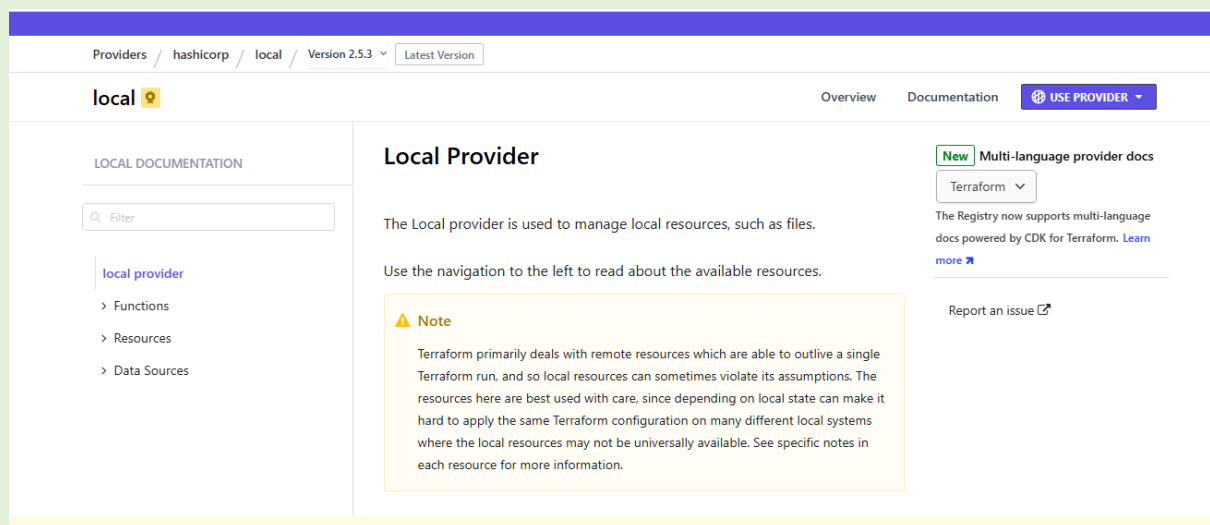 Providers / hashicorp / local / Version 2.5.3 Latest Version
local
Overview Documentation USE PROVIDER
LOCAL DOCUMENTATION
Filter
local provider
Functions
Resources
Data Sources
Local Provider
The Local provider is used to manage local resources, such as files.
Use the navigation to the left to read about the available resources.
Note
Terraform primarily deals with remote resources which are able to outlive a single
Terraform run, and so local resources can sometimes violate its assumptions. The
resources here are best used with care, since depending on local state can make it
hard to apply the same Terraform configuration on many different local systems
where the local resources may not be universally available. See specific notes in
each resource for more information.
New Multi-language provider docs
Terraform
The Registry now supports multi-language
docs powered by CDK for Terraform. Learn
more
Report an issue